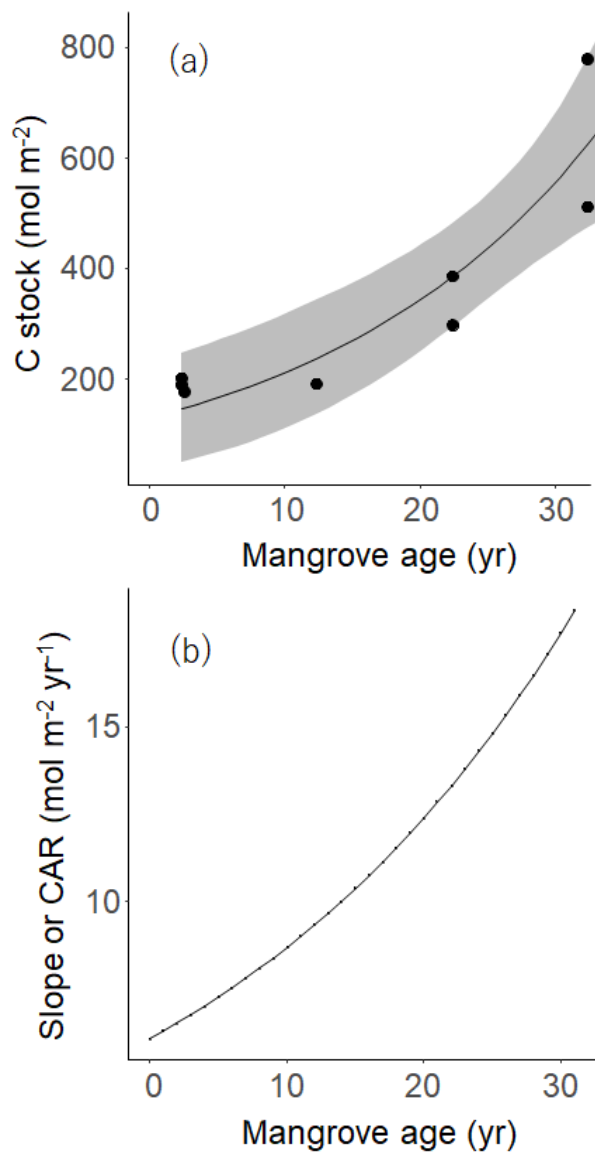 (a)
800
600
400
200
C stock (mol m⁻²)
0 10 20 30
Mangrove age (yr)
(b)
15
10
Slope or CAR (mol m⁻² yr⁻¹)
0 10 20 30
Mangrove age (yr)